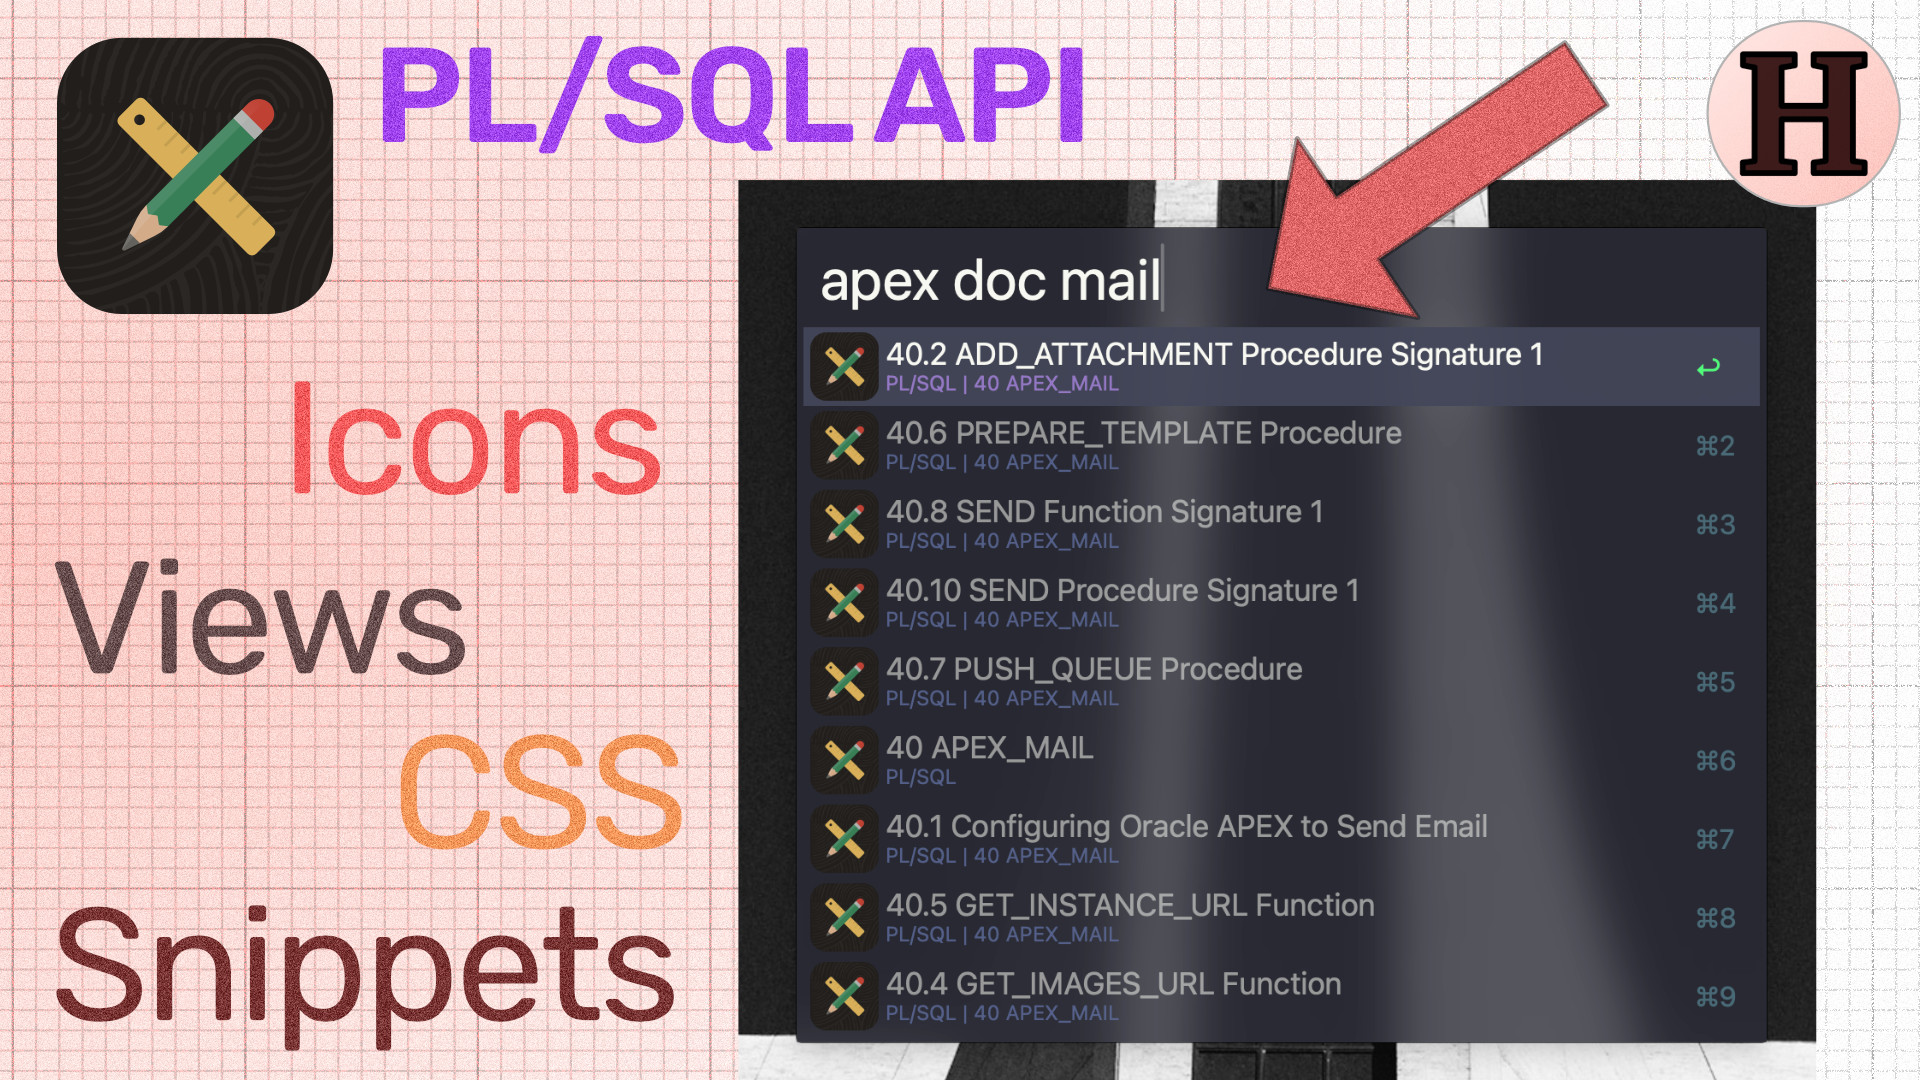 PL/SQL API
H
Icons
Views
CSS
Snippets
apex doc mail
40.2 ADD_ATTACHMENT Procedure Signature 1
PL/SQL | 40 APEX_MAIL
40.6 PREPARE_TEMPLATE Procedure
PL/SQL | 40 APEX_MAIL
⌘2
40.8 SEND Function Signature 1
PL/SQL | 40 APEX_MAIL
⌘3
40.10 SEND Procedure Signature 1
PL/SQL | 40 APEX_MAIL
⌘4
40.7 PUSH_QUEUE Procedure
PL/SQL | 40 APEX_MAIL
⌘5
40 APEX_MAIL
PL/SQL
⌘6
40.1 Configuring Oracle APEX to Send Email
PL/SQL | 40 APEX_MAIL
⌘7
40.5 GET_INSTANCE_URL Function
PL/SQL | 40 APEX_MAIL
⌘8
40.4 GET_IMAGES_URL Function
PL/SQL | 40 APEX_MAIL
⌘9